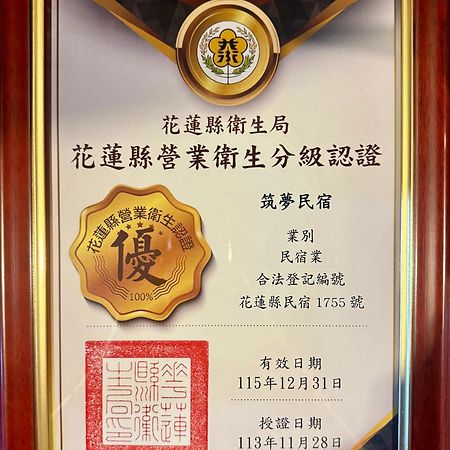 花蓮縣衛生局
花蓮縣營業衛生分級認證
花蓮縣營業衛生認證
優
100%
筑夢民宿
業別
民宿業
合法登記編號
花蓮縣民宿1755號
有效日期
115年12月31日
授證日期
113年11月28日